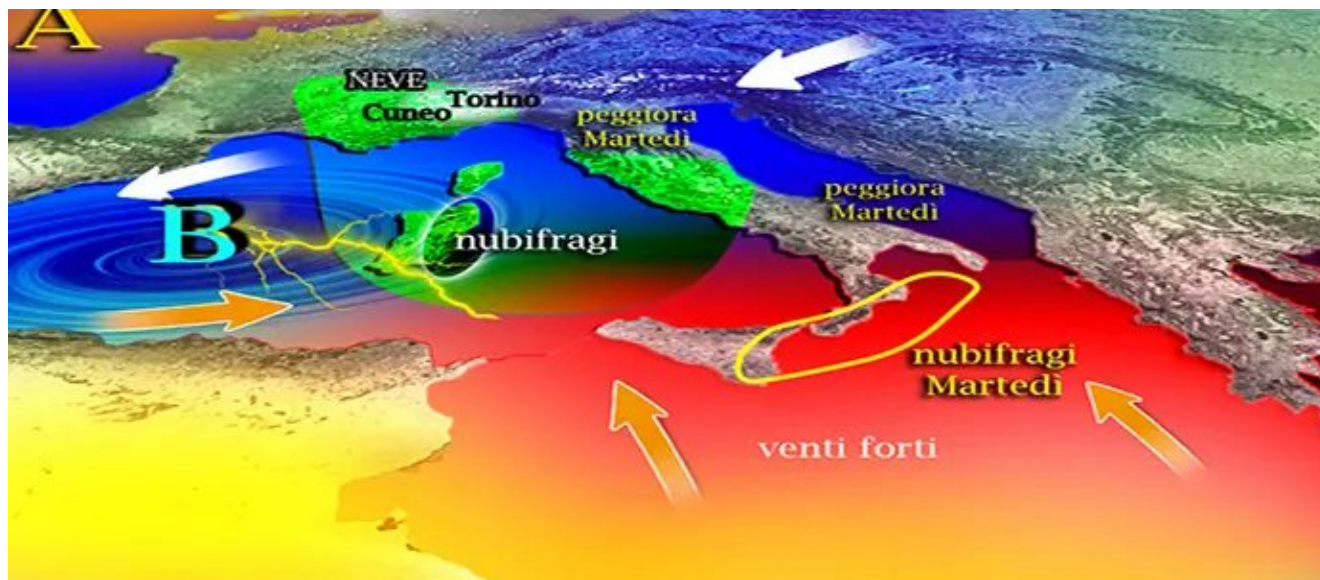 A
NEVE
Cuneo Torino
peggiora
Martedì
peggiora
Martedì
B
nubifragi
nubifragi
Martedì
venti forti